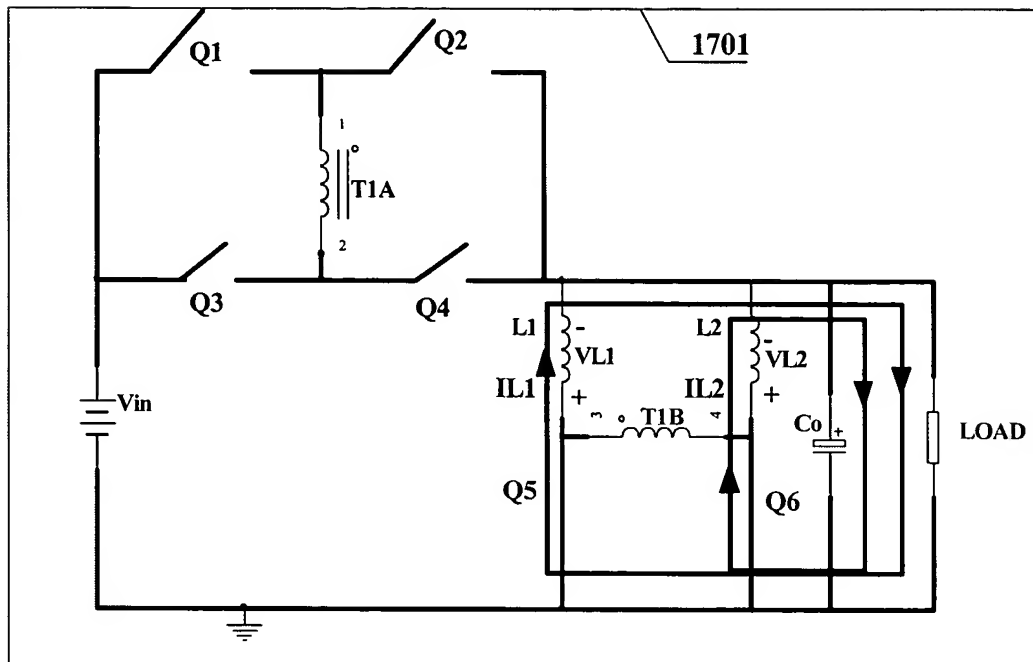 1701
Q1
Q2
1
T1A
2
Q3
Q4
L1
-
VL1
IL1
+
L2
-
VL2
IL2
+
3
T1B
4
Co
+
LOAD
Vin
Q5
Q6